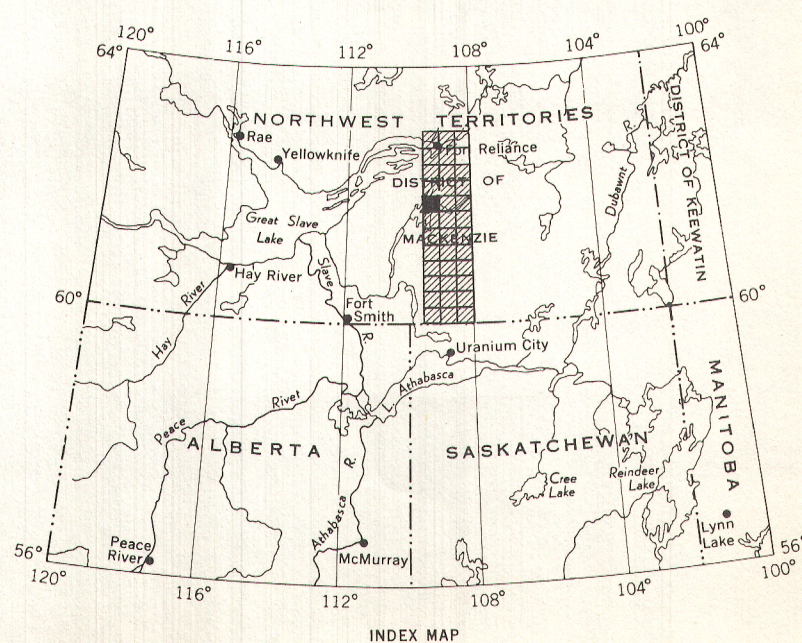 120°
116°
112°
108°
104°
100°
64°
64°
NORTHWEST TERRITORIES
Rae
Yellowknife
Fort Reliance
DISTRICT OF
MACKENZIE
DISTRICT OF KEEWATIN
Dubawnt R.
Great Slave
Lake
Slave
R.
Hay River
Hay River
60°
60°
Fort
Smith
Uranium City
L. Athabasca
Peace River
ALBERTA
SASKATCHEWAN
MANITOBA
Cree
Lake
Reindeer
Lake
Athabasca R.
Peace
River
McMurray
Lynn
Lake
56°
56°
120°
116°
112°
108°
104°
100°
INDEX MAP